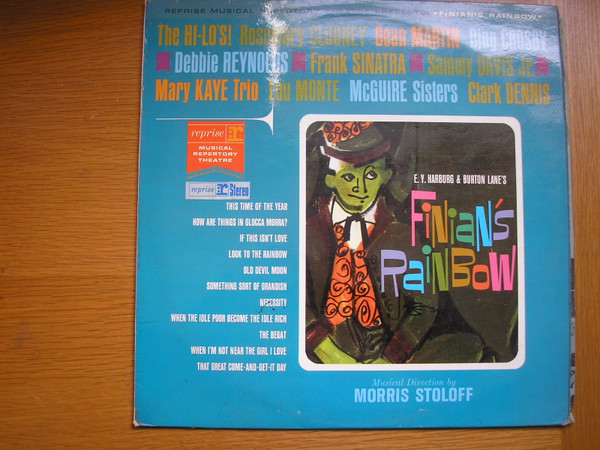 REPRISE MUSICAL REPERTORY "FINIAN'S RAINBOW"
The HI-LO'S! Rosemary CLOONEY Dean MARTIN Bing CROSBY
Debbie REYNOLDS Frank SINATRA Sammy DAVIS JR.
Mary KAYE Trio Lou MONTE McGUIRE Sisters Clark DENNIS
reprise
MUSICAL
REPERTORY
THEATRE
reprise Stereo
THIS TIME OF THE YEAR
HOW ARE THINGS IN GLOCCA MORRA?
IF THIS ISN'T LOVE
LOOK TO THE RAINBOW
OLD DEVIL MOON
SOMETHING SORT OF GRANDISH
NECESSITY
WHEN THE IDLE POOR BECOME THE IDLE RICH
THE BEGAT
WHEN I'M NOT NEAR THE GIRL I LOVE
THAT GREAT COME-AND-GET-IT DAY
E. Y. HARBURG & BURTON LANE'S
FINIAN'S
RAINBOW
Musical Direction by
MORRIS STOLOFF